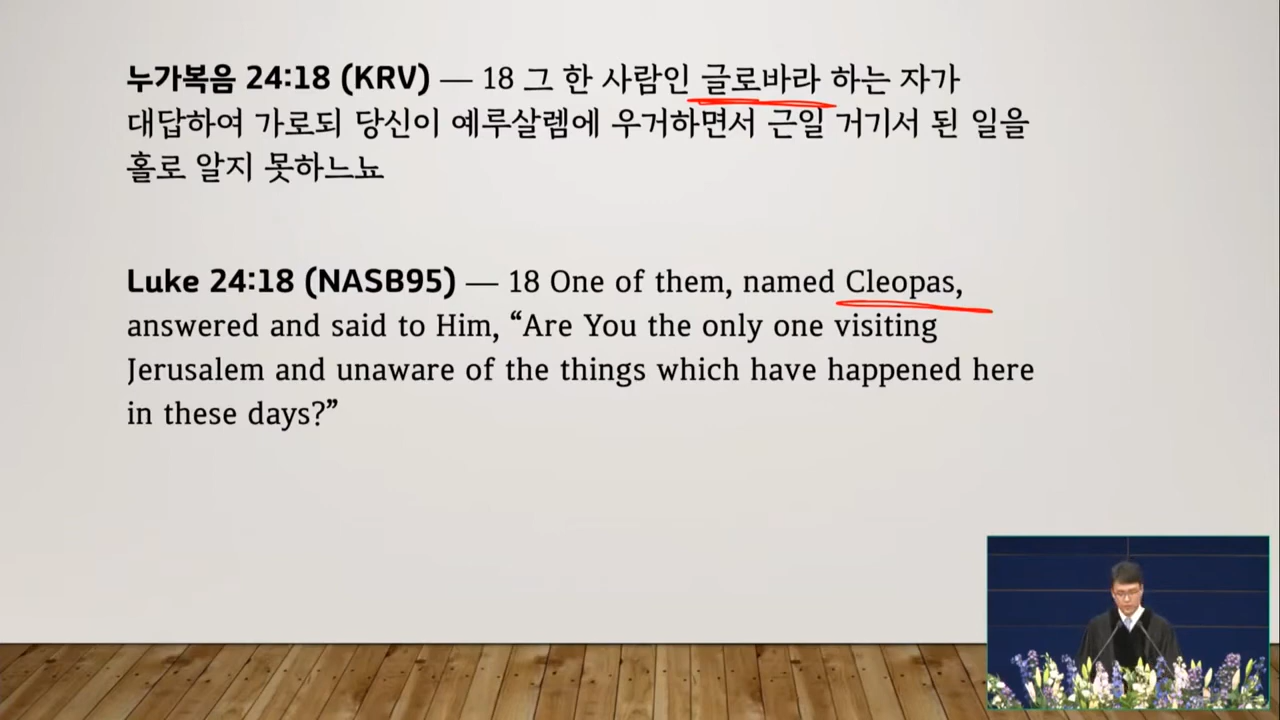 누가복음 24:18 (KRV) — 18 그 한 사람인 글로바라 하는 자가
대답하여 가로되 당신이 예루살렘에 우거하면서 근일 거기서 된 일을
홀로 알지 못하느뇨
Luke 24:18 (NASB95) — 18 One of them, named Cleopas,
answered and said to Him, “Are You the only one visiting
Jerusalem and unaware of the things which have happened here
in these days?”